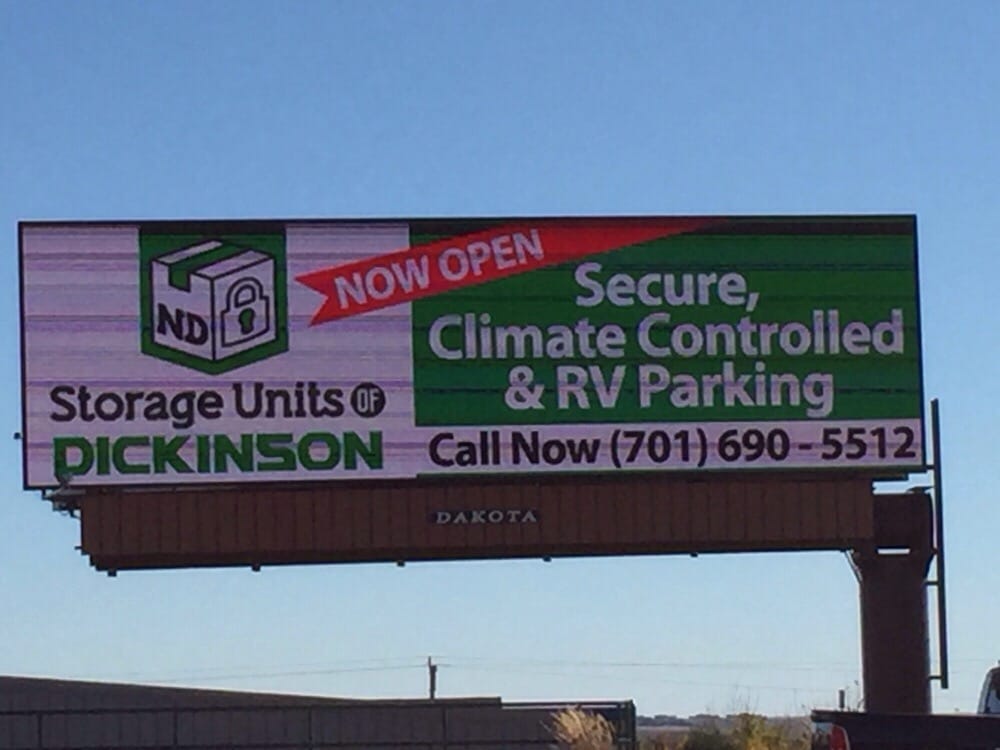 ND
Storage Units OF
DICKINSON
NOW OPEN
Secure,
Climate Controlled
& RV Parking
Call Now (701) 690 - 5512
DAKOTA